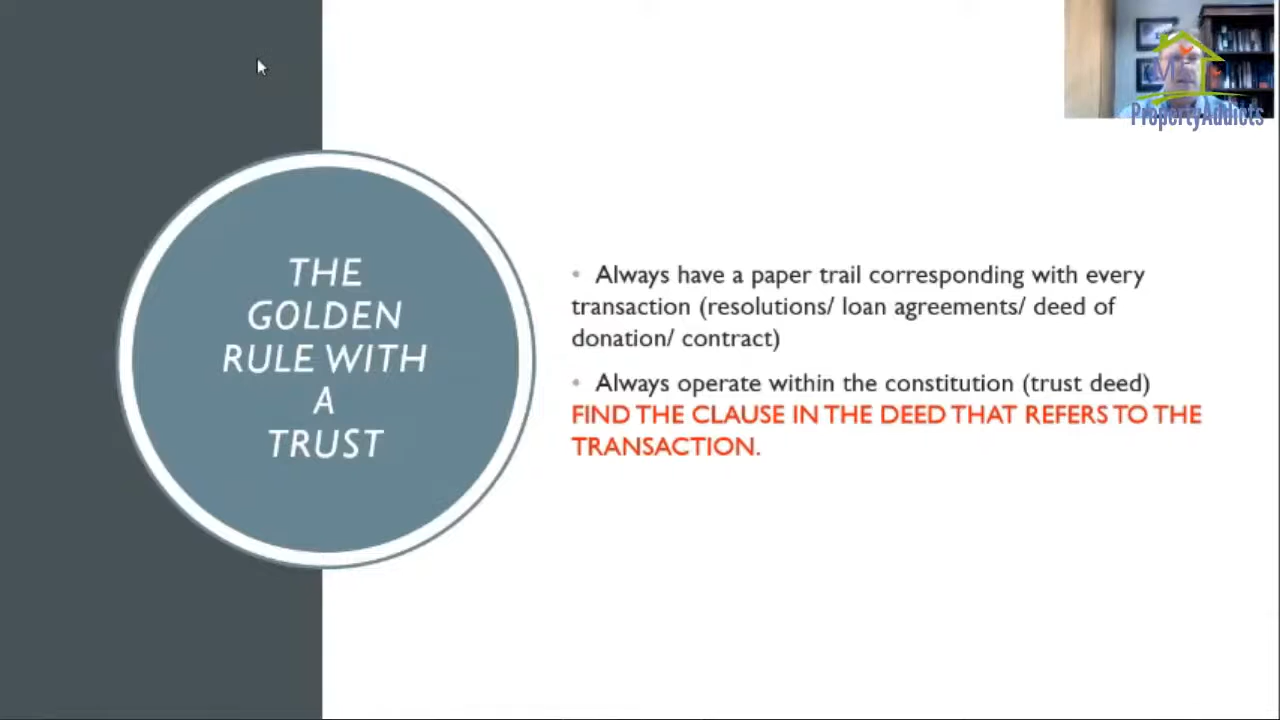 PropertyAddicts
THE
GOLDEN
RULE WITH
A
TRUST
• Always have a paper trail corresponding with every
transaction (resolutions/ loan agreements/ deed of
donation/ contract)
• Always operate within the constitution (trust deed)
FIND THE CLAUSE IN THE DEED THAT REFERS TO THE
TRANSACTION.